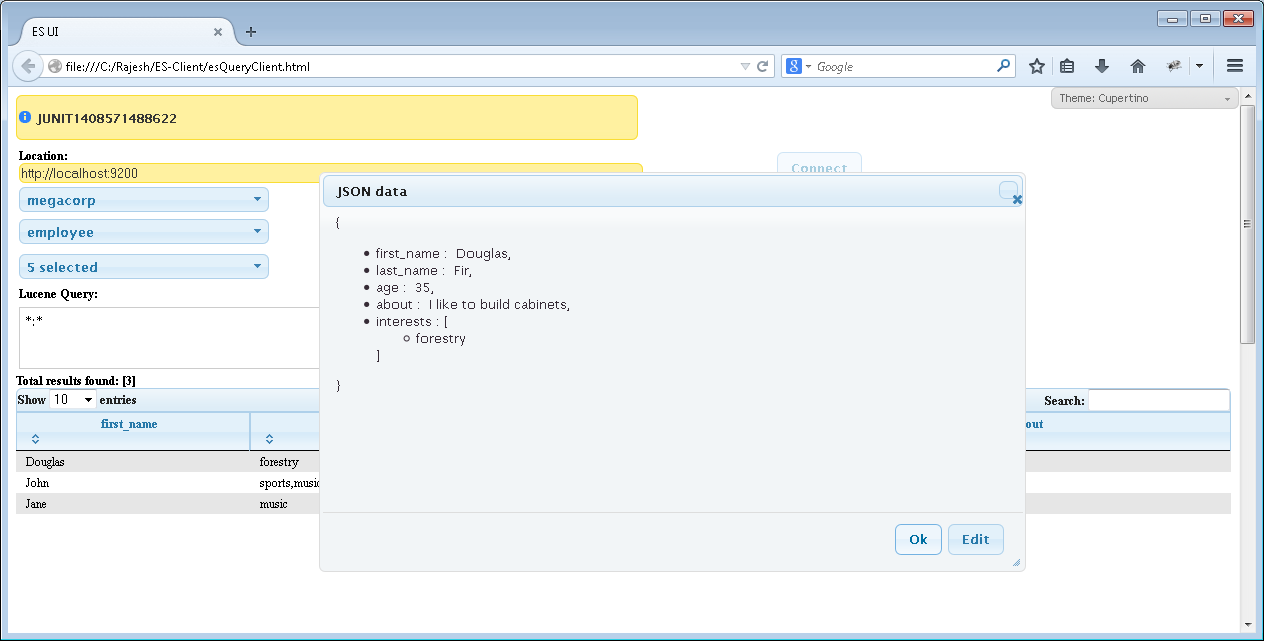 ES UI
file:///C:/Rajesh/ES-Client/esQueryClient.html
8
Google
Theme: Cupertino
JUNIT1408571488622
Location:
http://localhost:9200
Connect
megacorp
employee
5 selected
Lucene Query:
*:*
JSON data
{
first_name : Douglas,
last_name : Fir,
age : 35,
about : I like to build cabinets,
interests : [
forestry
]
}
Ok
Edit
Total results found: [3]
Show 10 entries
Search:
first_name
out
Douglas forestry
John sports,music
Jane music